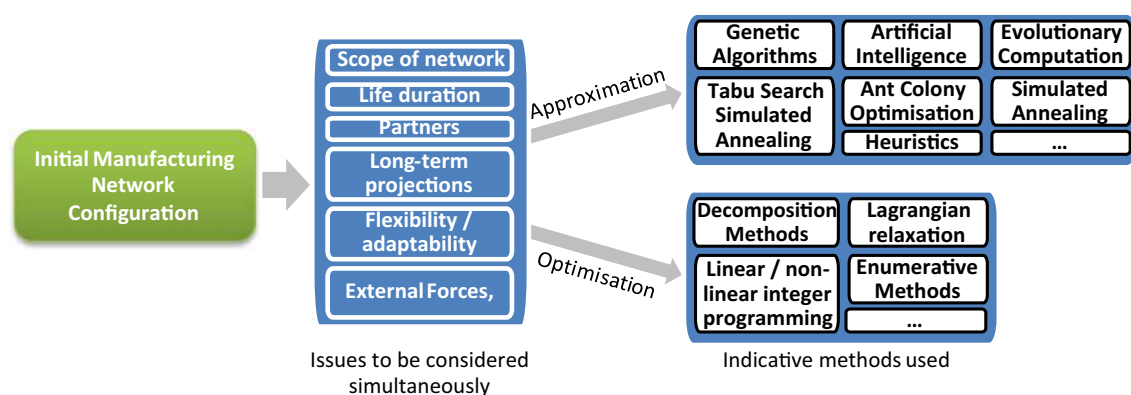 Initial Manufacturing
Network
Configuration
Scope of network
Life duration
Partners
Long-term
projections
Flexibility /
adaptability
External Forces,
Issues to be considered
simultaneously
Approximation
Optimisation
Genetic
Algorithms
Artificial
Intelligence
Evolutionary
Computation
Tabu Search
Simulated
Annealing
Ant Colony
Optimisation
Simulated
Annealing
Heuristics
...
Decomposition
Methods
Lagrangian
relaxation
Linear / non-
linear integer
programming
Enumerative
Methods
...
Indicative methods used